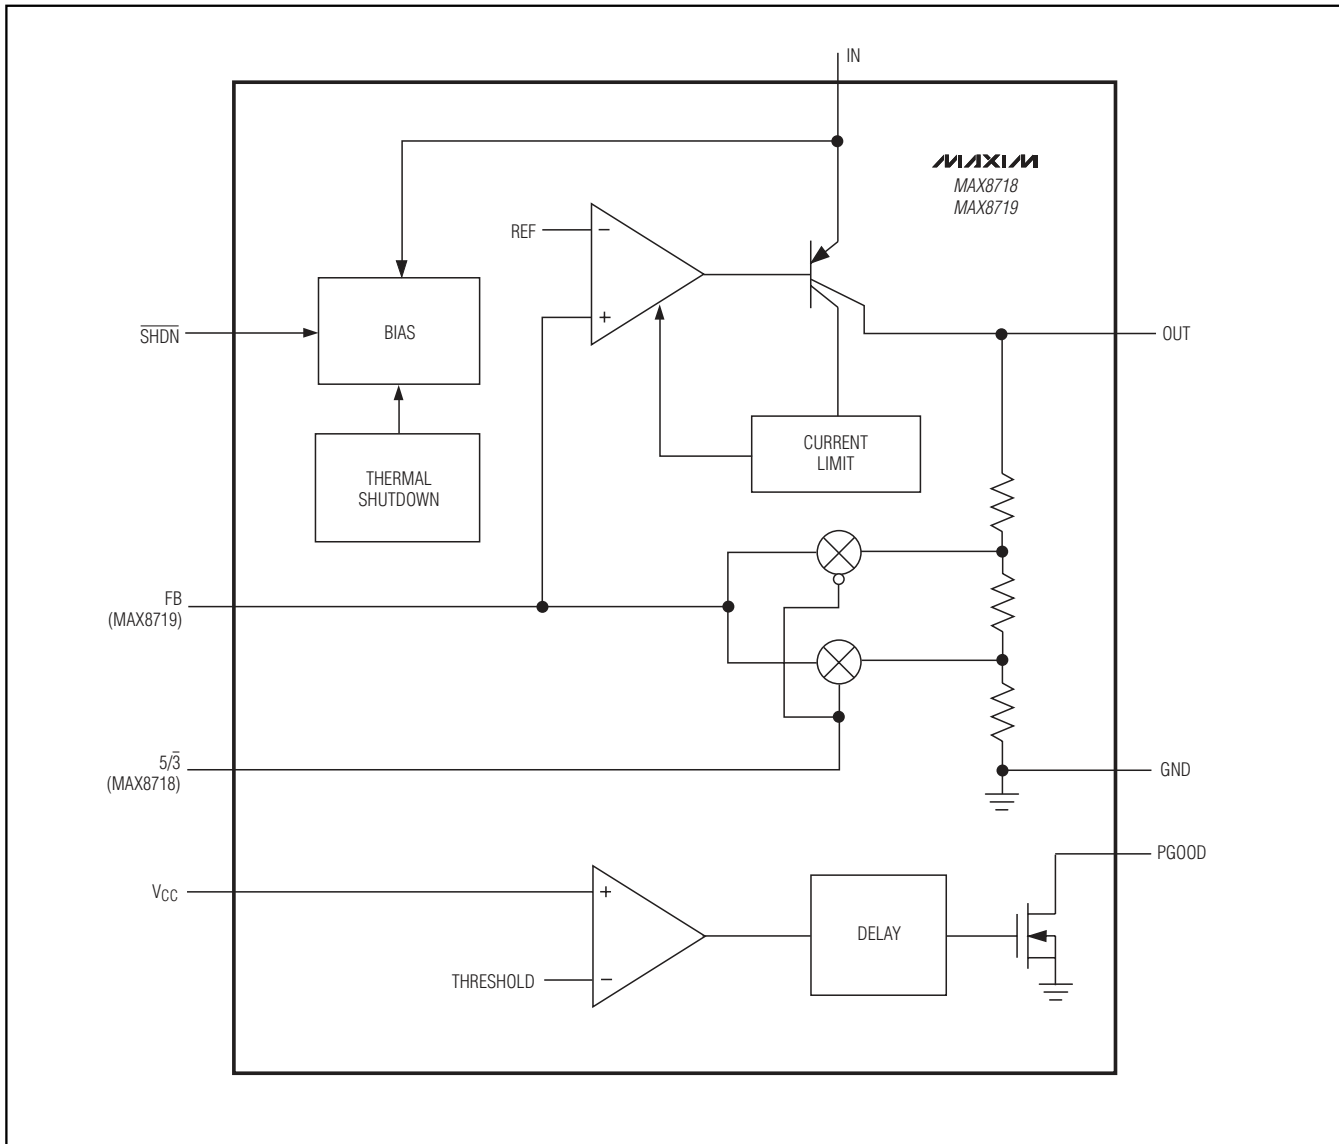 IN
MAXIM
MAX8718
MAX8719
REF
−
+
SHDN
BIAS
OUT
CURRENT
LIMIT
THERMAL
SHUTDOWN
FB
(MAX8719)
5/3̅
(MAX8718)
GND
PGOOD
VCC
+
DELAY
THRESHOLD
−